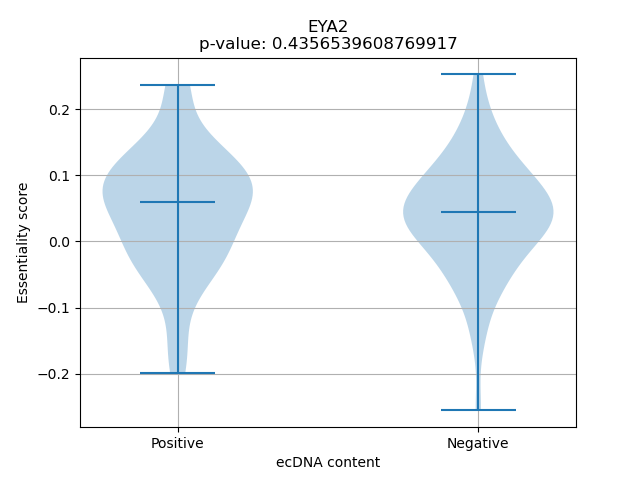 EYA2
p-value: 0.4356539608769917
0.2
0.1
0.0
−0.1
−0.2
Essentiality score
Positive
Negative
ecDNA content